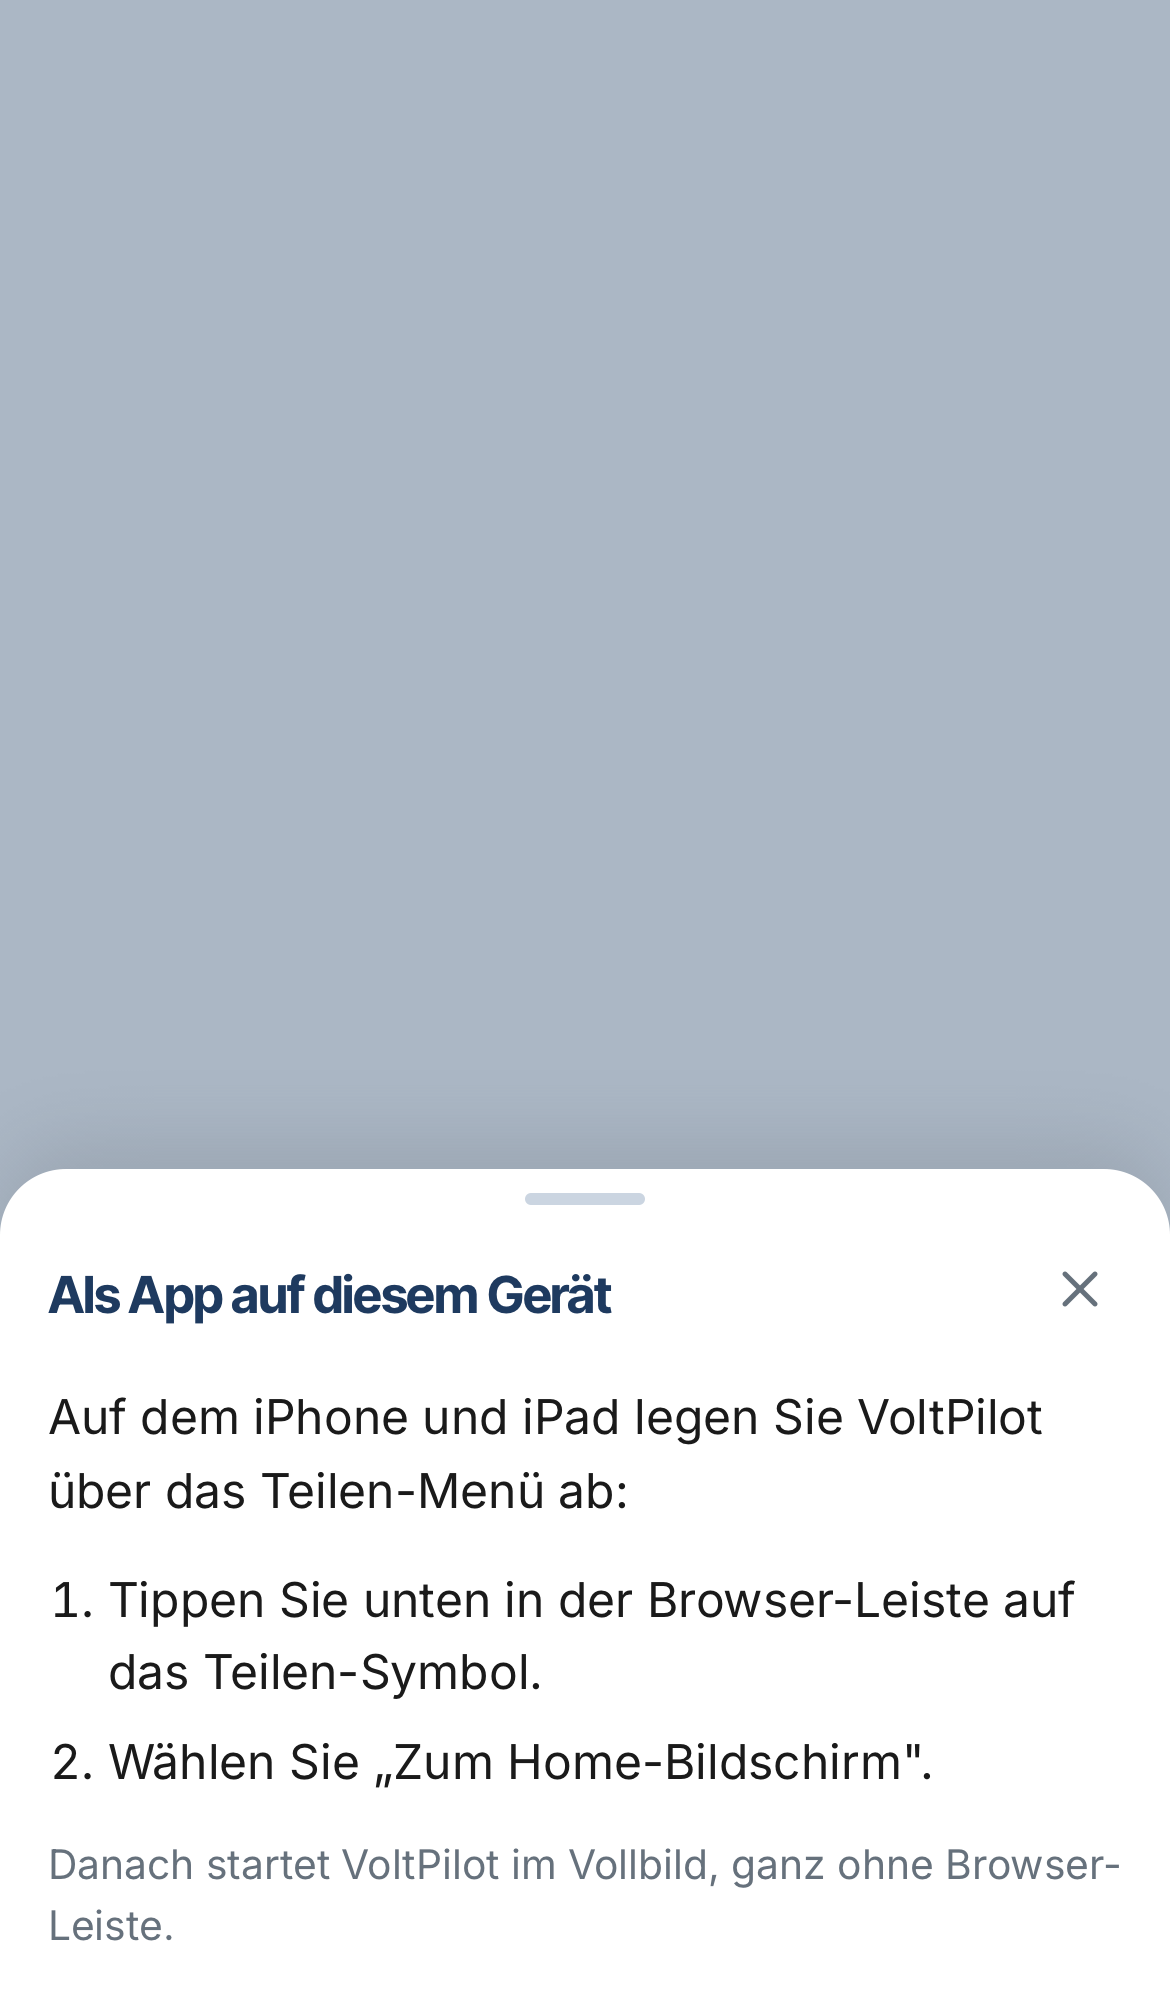 Als App auf diesem Gerät
Auf dem iPhone und iPad legen Sie VoltPilot
über das Teilen-Menü ab:
1. Tippen Sie unten in der Browser-Leiste auf
das Teilen-Symbol.
2. Wählen Sie „Zum Home-Bildschirm".
Danach startet VoltPilot im Vollbild, ganz ohne Browser-
Leiste.